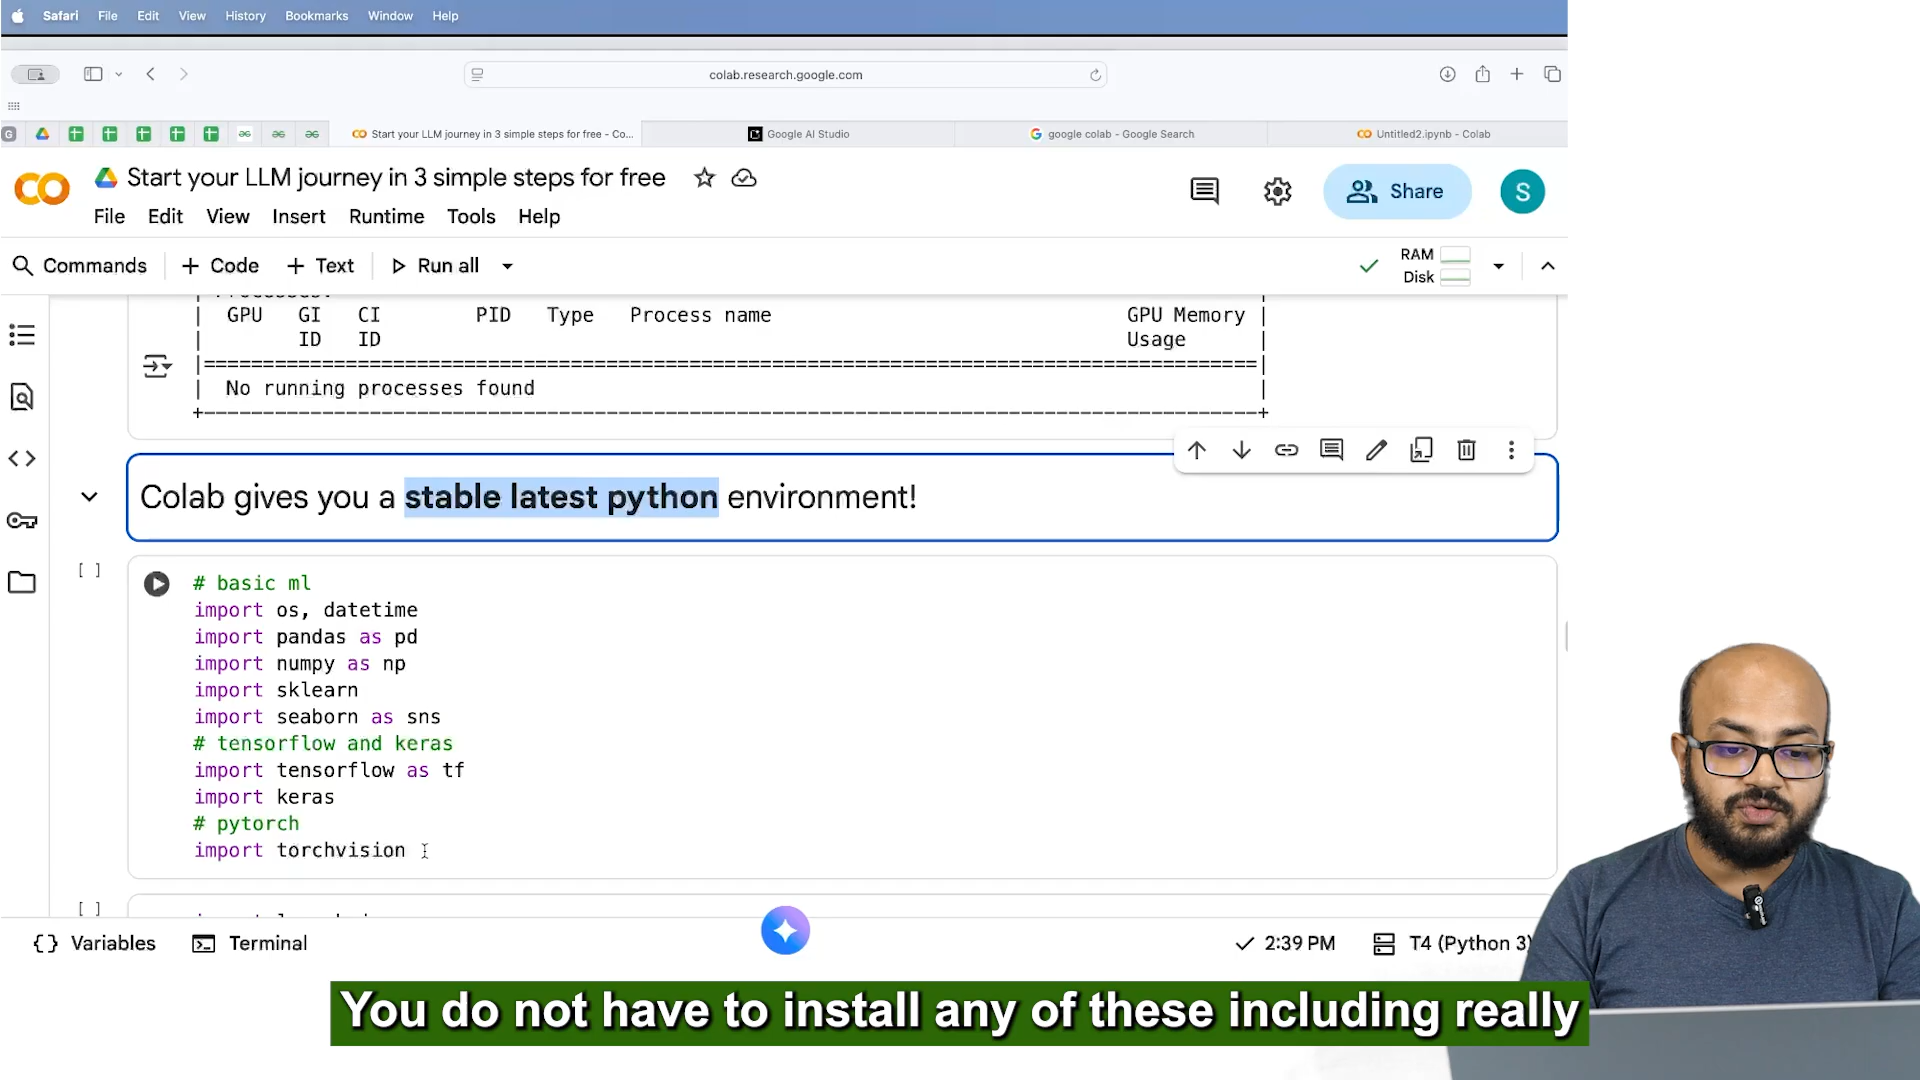 Safari File Edit View History Bookmarks Window Help
colab.research.google.com
G
Start your LLM journey in 3 simple steps for free - Co...
Google AI Studio
google colab - Google Search
Untitled2.ipynb - Colab
Start your LLM journey in 3 simple steps for free
File Edit View Insert Runtime Tools Help
Share
S
Commands + Code + Text Run all
RAM
Disk
| Processes: |
| GPU GI CI PID Type Process name GPU Memory |
| ID ID Usage |
No running processes found
Colab gives you a stable latest python environment!
[ ]
# basic ml
import os, datetime
import pandas as pd
import numpy as np
import sklearn
import seaborn as sns
# tensorflow and keras
import tensorflow as tf
import keras
# pytorch
import torchvision
[ ]
{} Variables
Terminal
2:39 PM
T4 (Python 3)
You do not have to install any of these including really